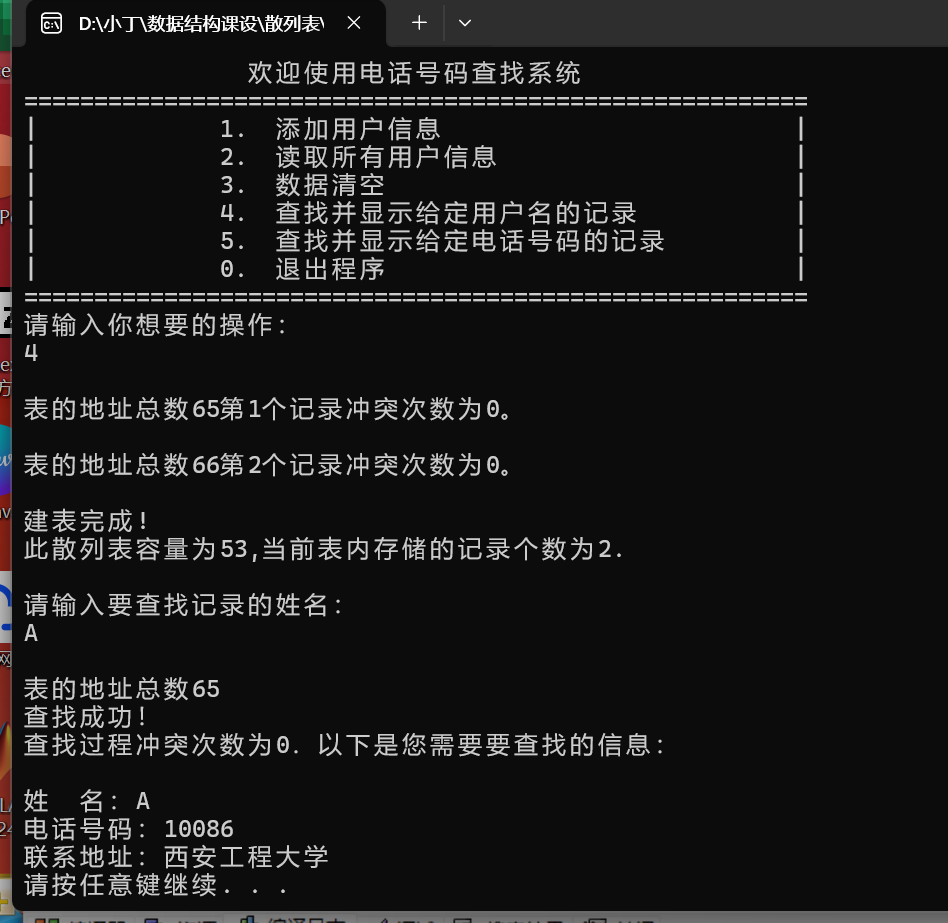 D:\小丁\数据结构课设\散列表\
欢迎使用电话号码查找系统
========================================================
|             1.  添加用户信息                          |
|             2.  读取所有用户信息                      |
|             3.  数据清空                              |
|             4.  查找并显示给定用户名的记录            |
|             5.  查找并显示给定电话号码的记录          |
|             0.  退出程序                              |
========================================================
请输入你想要的操作:
4
表的地址总数65第1个记录冲突次数为0。
表的地址总数66第2个记录冲突次数为0。
建表完成!
此散列表容量为53,当前表内存储的记录个数为2.
请输入要查找记录的姓名:
A
表的地址总数65
查找成功!
查找过程冲突次数为0. 以下是您需要要查找的信息:
姓  名: A
电话号码: 10086
联系地址: 西安工程大学
请按任意键继续. . .